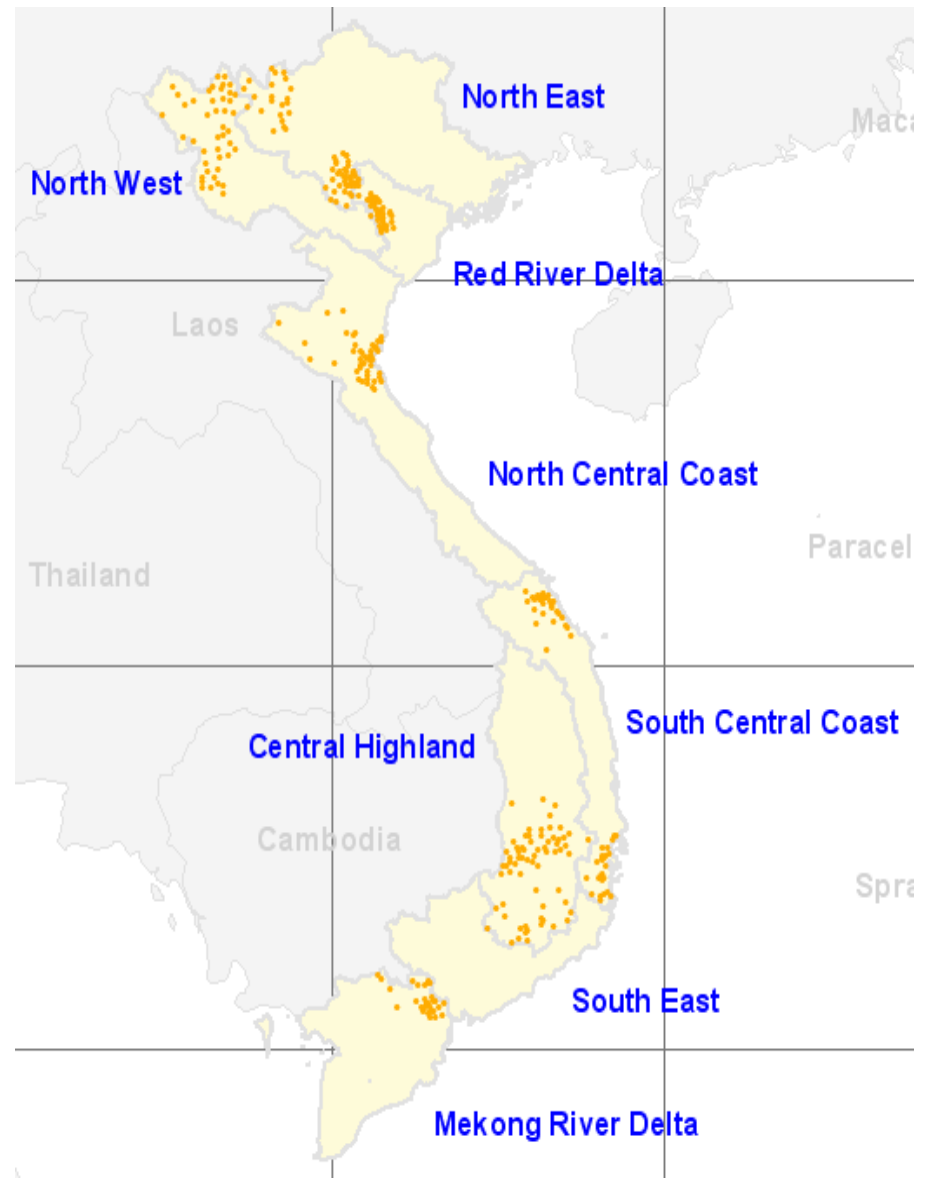 North East
Maca
North West
Red River Delta
Laos
North Central Coast
Paracel
Thailand
South Central Coast
Central Highland
Cambodia
Spra
South East
Mekong River Delta